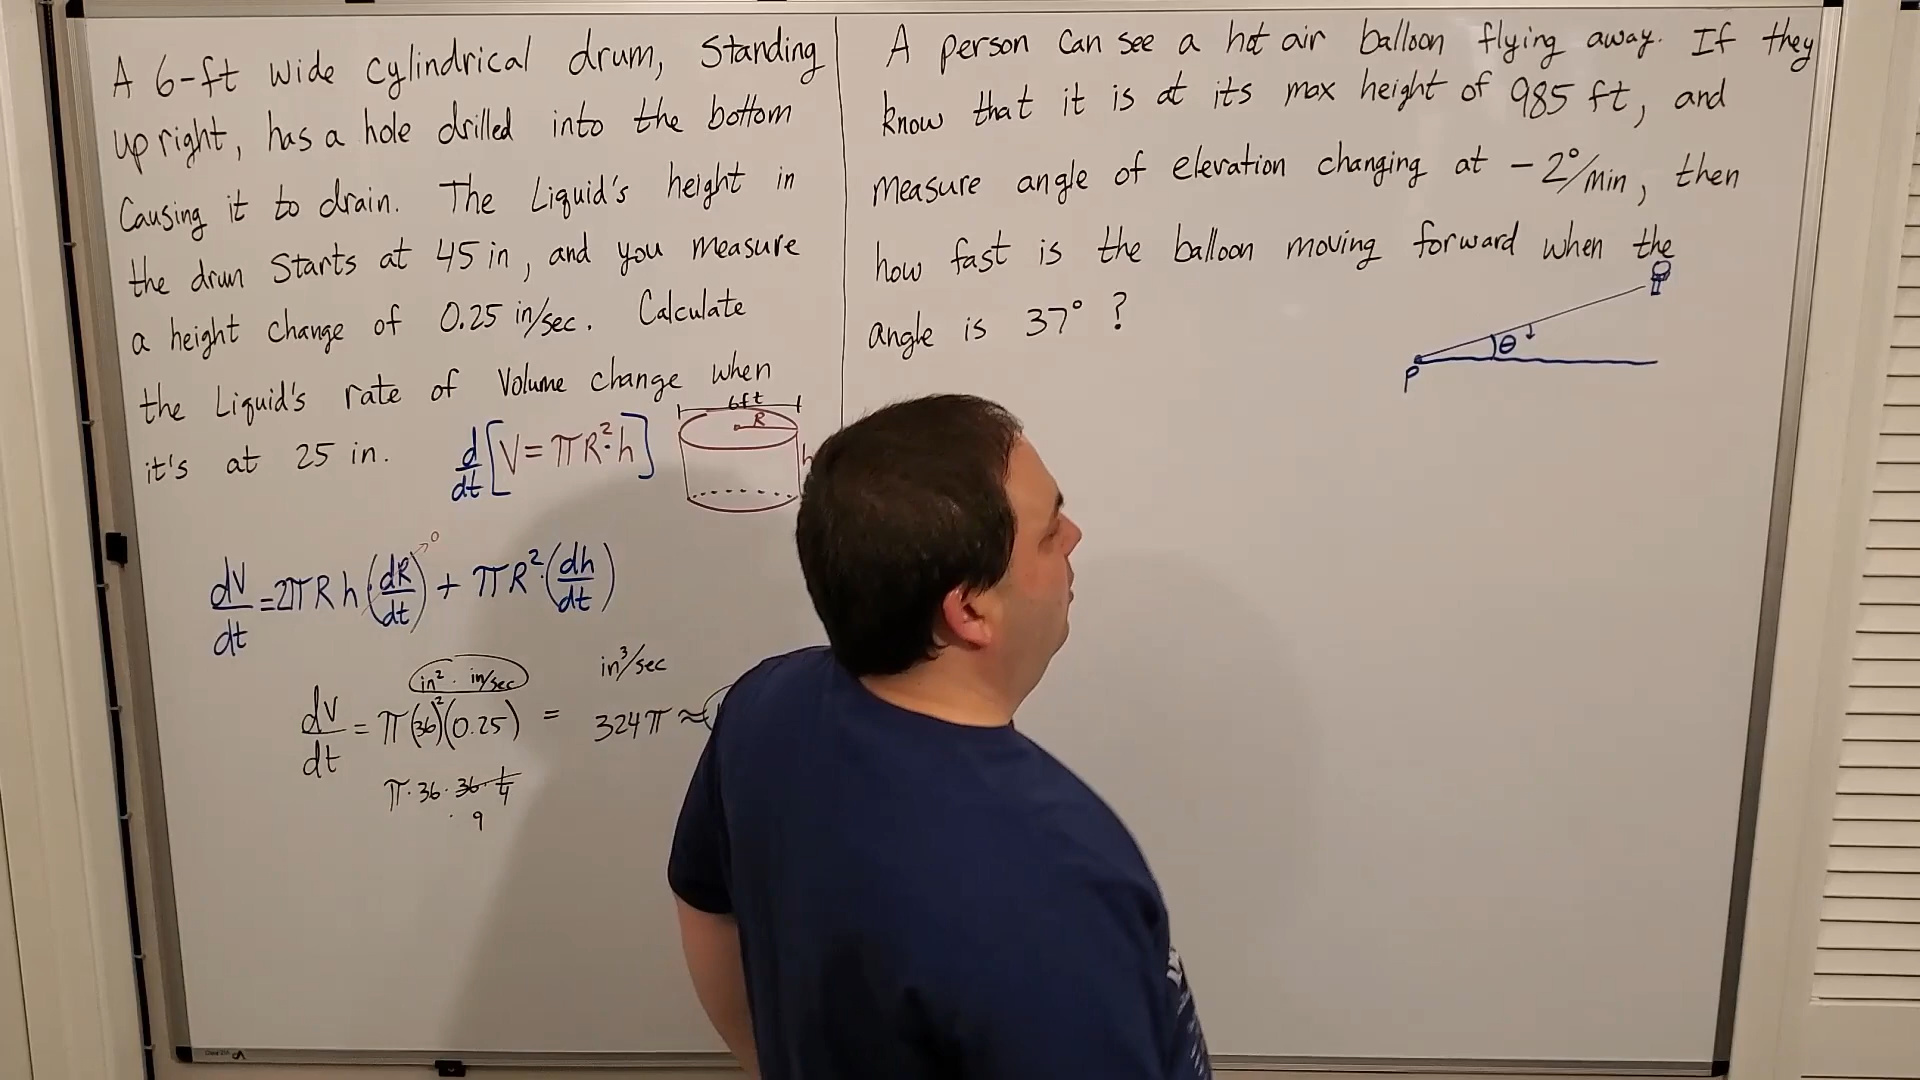 A 6-ft wide cylindrical drum, standing
upright, has a hole drilled into the bottom
Causing it to drain. The Liquid's height in
the drum Starts at 45 in, and you measure
a height change of 0.25 in/sec. Calculate
the Liquid's rate of Volume change when
it's at 25 in.
d/dt [V = πR²·h]
6ft
R
h
dV/dt = 2πRh(dR/dt)→0 + πR²·(dh/dt)
in² · in/sec
in³/sec
dV/dt = π(36)²(0.25) = 324π ≈
π·36·36·1/4
· 9
A person can see a hot air balloon flying away. If they
know that it is at its max height of 985 ft, and
measure angle of elevation changing at -2°/min, then
how fast is the balloon moving forward when the
angle is 37° ?
θ
P